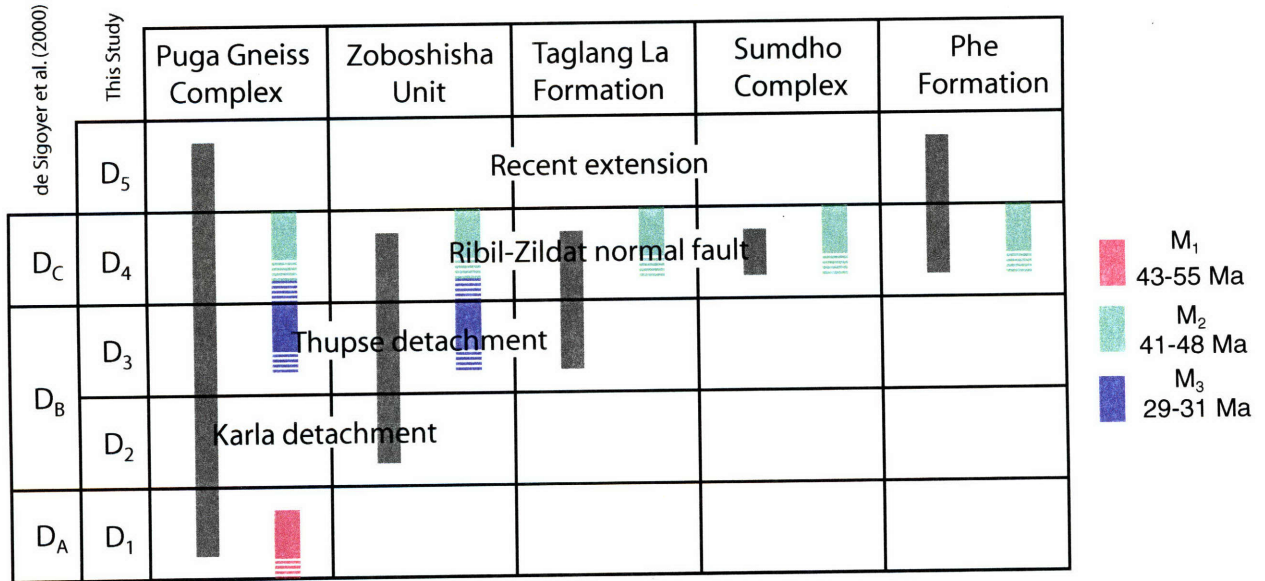 de Sigoyer et al. (2000)
This Study
Puga Gneiss
Complex
Zoboshisha
Unit
Taglang La
Formation
Sumdho
Complex
Phe
Formation
D5
Recent extension
DC
D4
Ribil-Zildat normal fault
D3
Thupse detachment
DB
D2
Karla detachment
DA
D1
M1
43-55 Ma
M2
41-48 Ma
M3
29-31 Ma